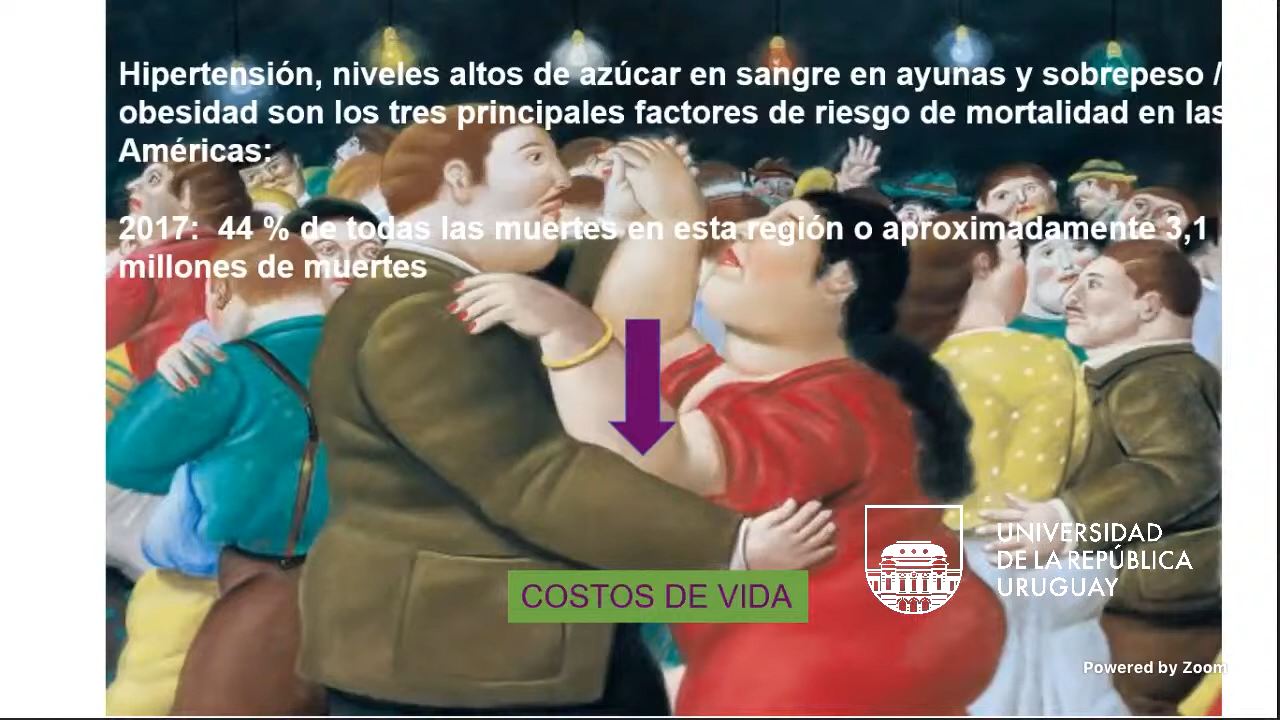 Hipertensión, niveles altos de azúcar en sangre en ayunas y sobrepeso /
obesidad son los tres principales factores de riesgo de mortalidad en las
Américas:
2017:  44 % de todas las muertes en esta región o aproximadamente 3,1
millones de muertes
COSTOS DE VIDA
UNIVERSIDAD
DE LA REPÚBLICA
URUGUAY
Powered by Zoom